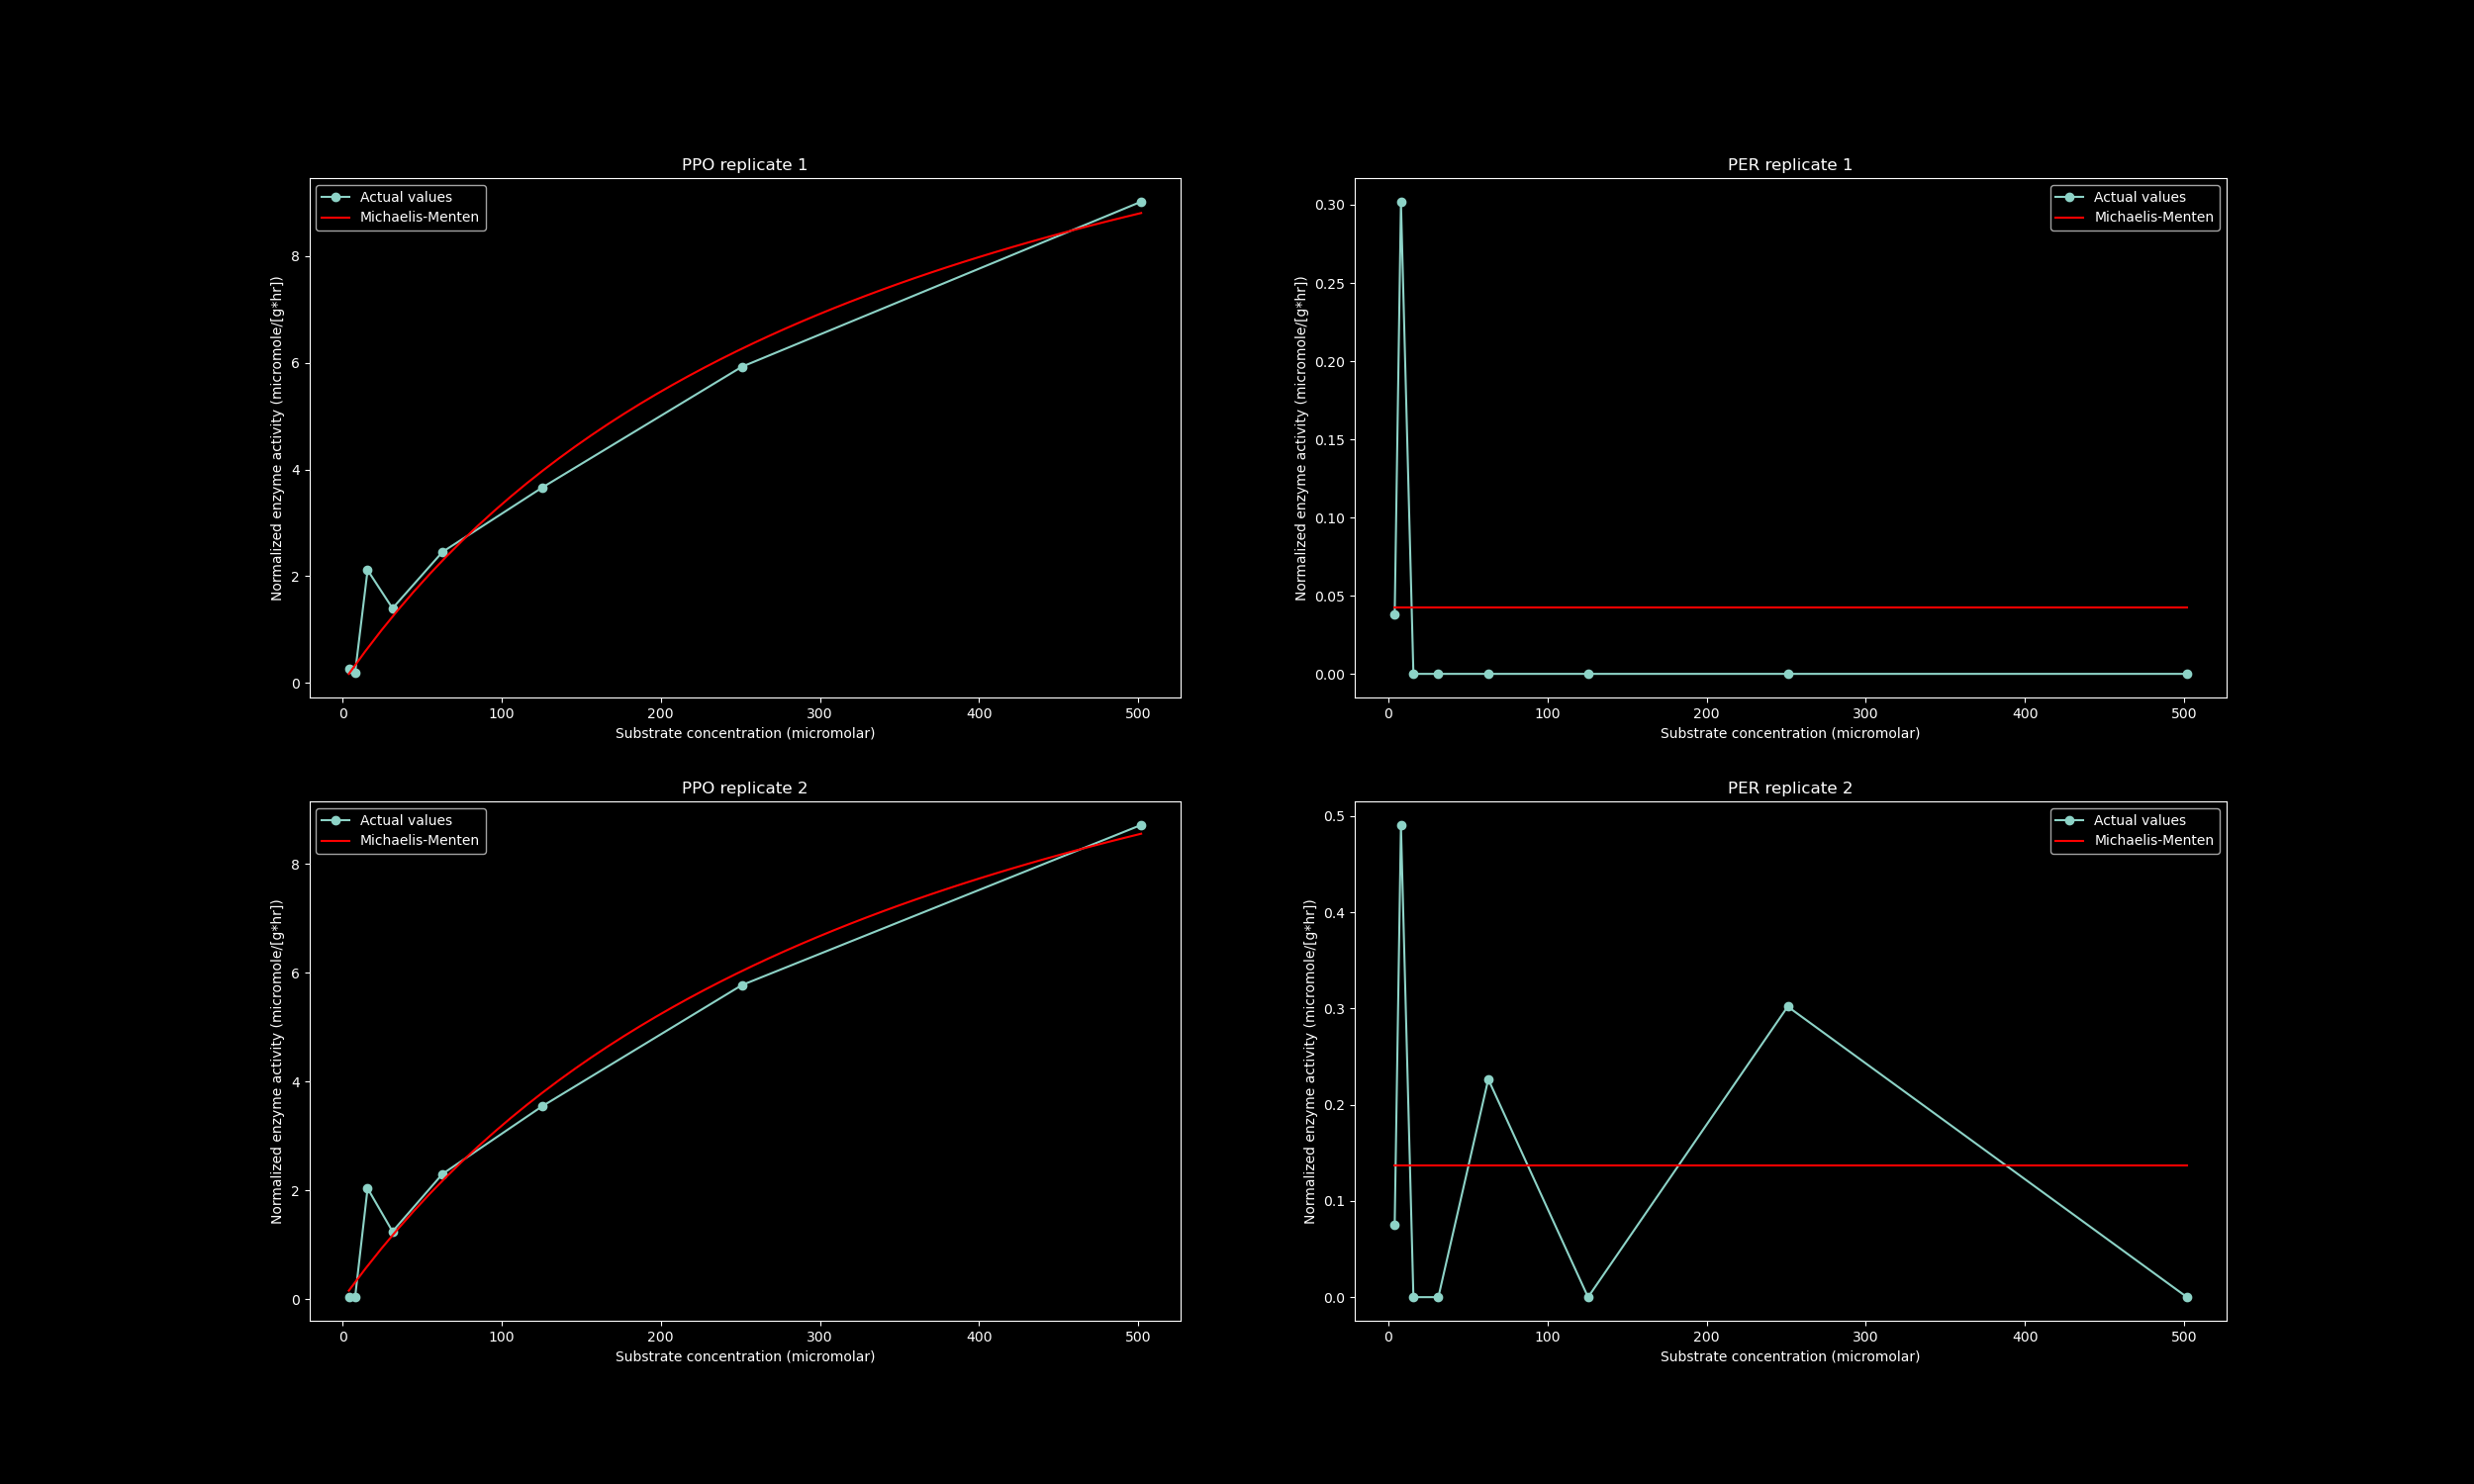 PPO replicate 1
Actual values
Michaelis-Menten
Normalized enzyme activity (micromole/[g*hr])
8
6
4
2
0
0 100 200 300 400 500
Substrate concentration (micromolar)
PER replicate 1
Actual values
Michaelis-Menten
Normalized enzyme activity (micromole/[g*hr])
0.30
0.25
0.20
0.15
0.10
0.05
0.00
0 100 200 300 400 500
Substrate concentration (micromolar)
PPO replicate 2
Actual values
Michaelis-Menten
Normalized enzyme activity (micromole/[g*hr])
8
6
4
2
0
0 100 200 300 400 500
Substrate concentration (micromolar)
PER replicate 2
Actual values
Michaelis-Menten
Normalized enzyme activity (micromole/[g*hr])
0.5
0.4
0.3
0.2
0.1
0.0
0 100 200 300 400 500
Substrate concentration (micromolar)